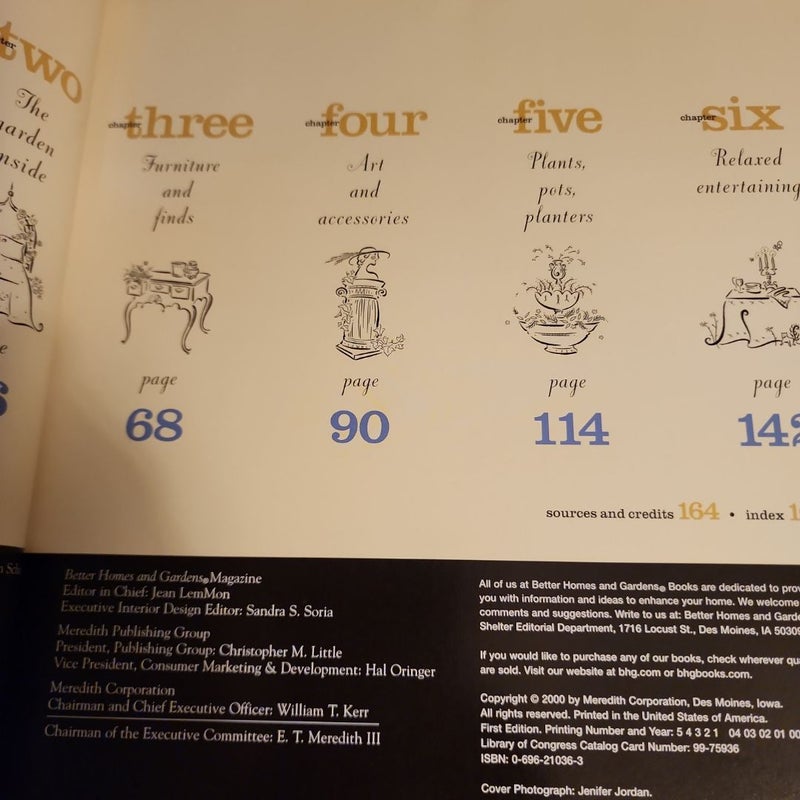 chapter two
The
garden
inside
chapter three
Furniture
and
finds
page
68
chapter four
Art
and
accessories
page
90
chapter five
Plants,
pots,
planters
page
114
chapter six
Relaxed
entertaining
page
142
sources and credits 164 • index
Better Homes and Gardens® Magazine
Editor in Chief: Jean LemMon
Executive Interior Design Editor: Sandra S. Soria
Meredith Publishing Group
President, Publishing Group: Christopher M. Little
Vice President, Consumer Marketing & Development: Hal Oringer
Meredith Corporation
Chairman and Chief Executive Officer: William T. Kerr
Chairman of the Executive Committee: E. T. Meredith III
All of us at Better Homes and Gardens® Books are dedicated to
you with information and ideas to enhance your home. We welcome
comments and suggestions. Write to us at: Better Homes and
Shelter Editorial Department, 1716 Locust St., Des Moines, IA 50309
If you would like to purchase any of our books, check wherever
are sold. Visit our website at bhg.com or bhgbooks.com.
Copyright © 2000 by Meredith Corporation, Des Moines, Iowa.
All rights reserved. Printed in the United States of America.
First Edition. Printing Number and Year: 5 4 3 2 1 04 03 02 01 00
Library of Congress Catalog Card Number: 99-75936
ISBN: 0-696-21036-3
Cover Photograph: Jenifer Jordan.